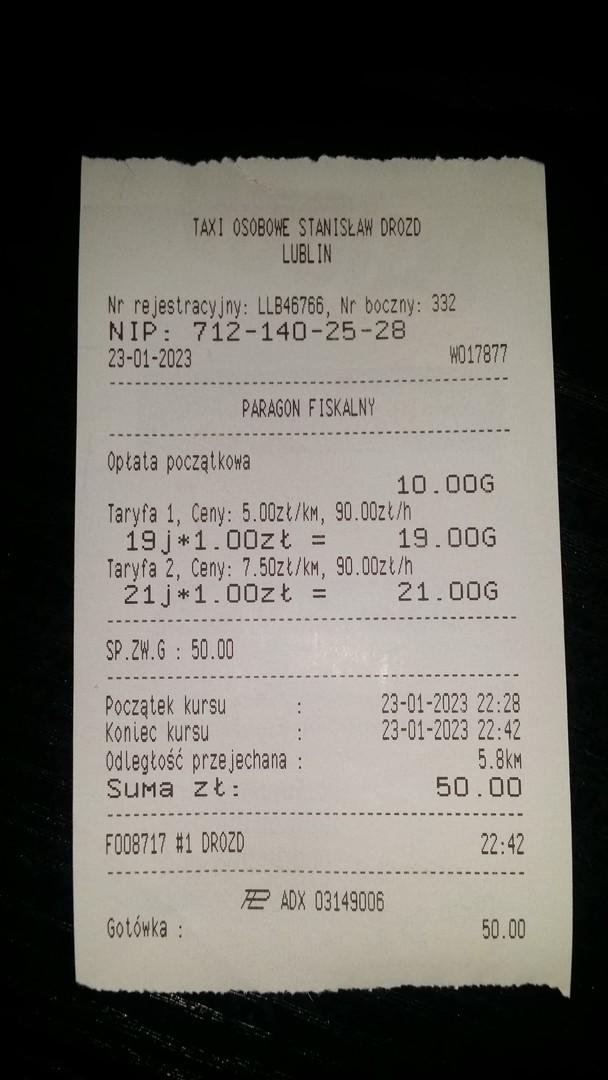 TAXI OSOBOWE STANISŁAW DROZD
LUBLIN
Nr rejestracyjny: LLB46766, Nr boczny: 332
NIP: 712-140-25-28
23-01-2023 W017877
PARAGON FISKALNY
Opłata początkowa
10.00G
Taryfa 1, Ceny: 5.00zł/km, 90.00zł/h
19j*1.00zł = 19.00G
Taryfa 2, Ceny: 7.50zł/km, 90.00zł/h
21j*1.00zł = 21.00G
SP.ZW.G : 50.00
Początek kursu : 23-01-2023 22:28
Koniec kursu : 23-01-2023 22:42
Odległość przejechana : 5.8km
Suma zł: 50.00
F008717 #1 DROZD 22:42
ADX 03149006
Gotówka : 50.00